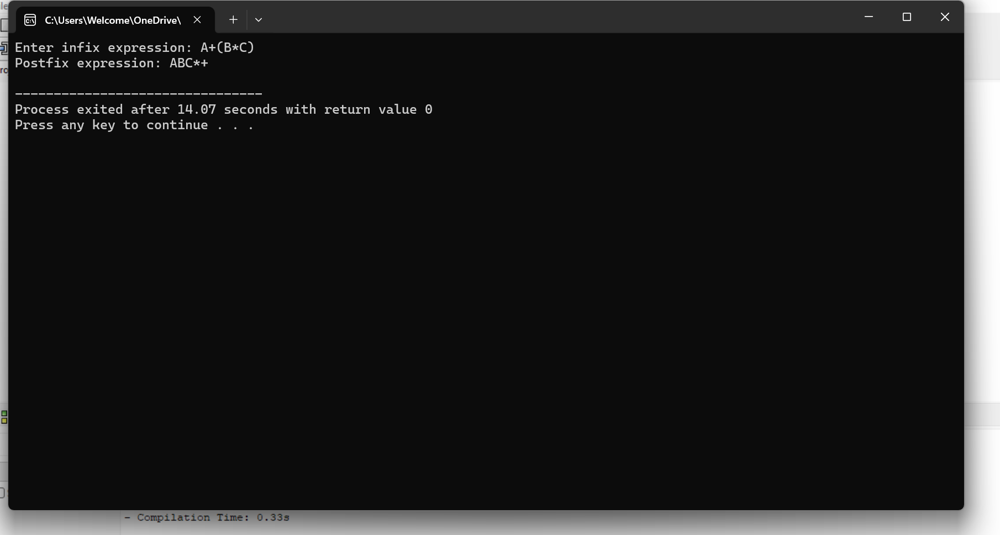 C:\Users\Welcome\OneDrive\
Enter infix expression: A+(B*C)
Postfix expression: ABC*+
--------------------------------
Process exited after 14.07 seconds with return value 0
Press any key to continue . . .
- Compilation Time: 0.33s